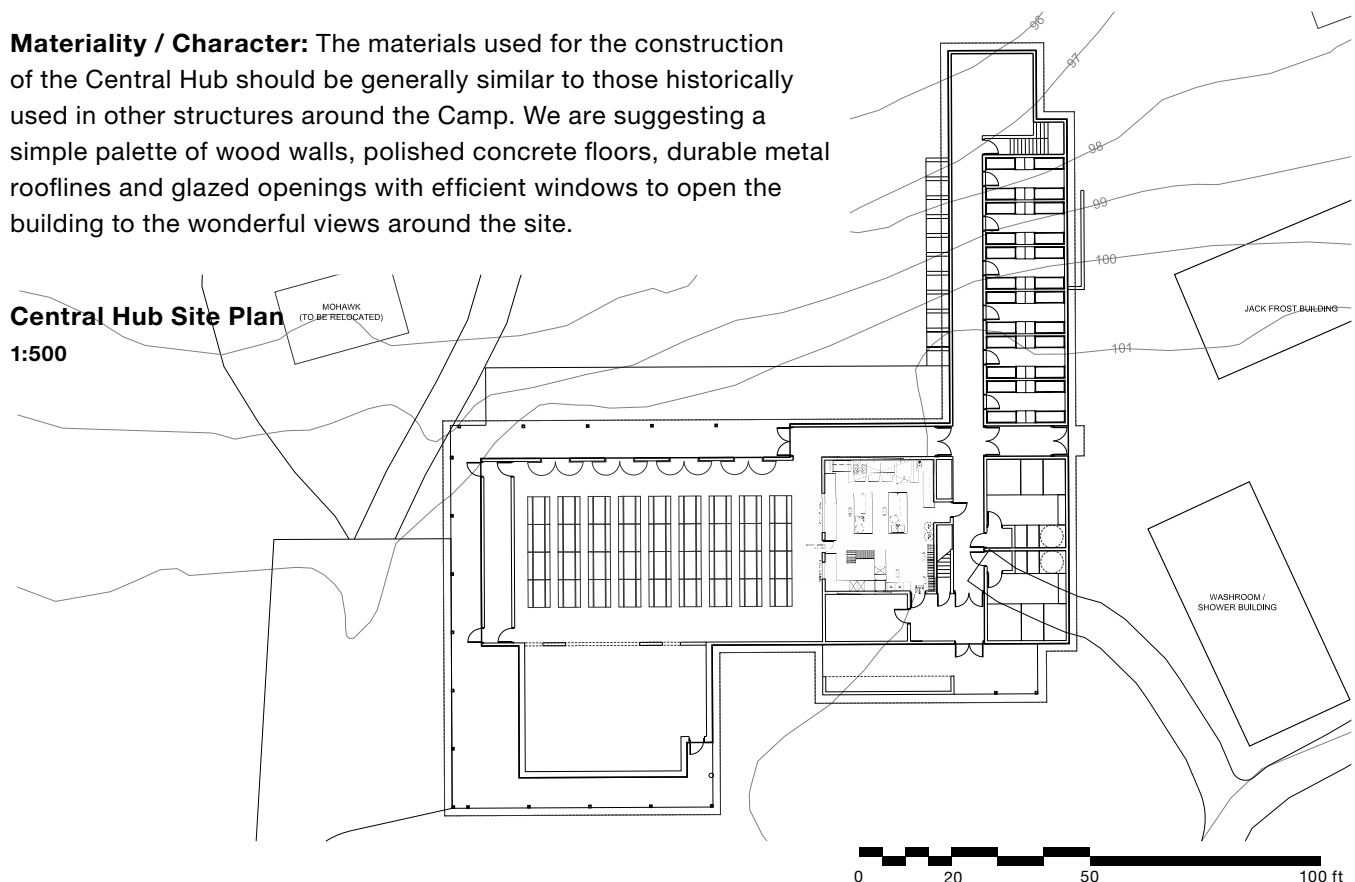 Materiality / Character: The materials used for the construction
of the Central Hub should be generally similar to those historically
used in other structures around the Camp. We are suggesting a
simple palette of wood walls, polished concrete floors, durable metal
rooflines and glazed openings with efficient windows to open the
building to the wonderful views around the site.
Central Hub Site Plan
1:500
MOHAWK
(TO BE RELOCATED)
96
97
98
99
100
101
JACK FROST BUILDING
WASHROOM /
SHOWER BUILDING
0 20 50 100 ft